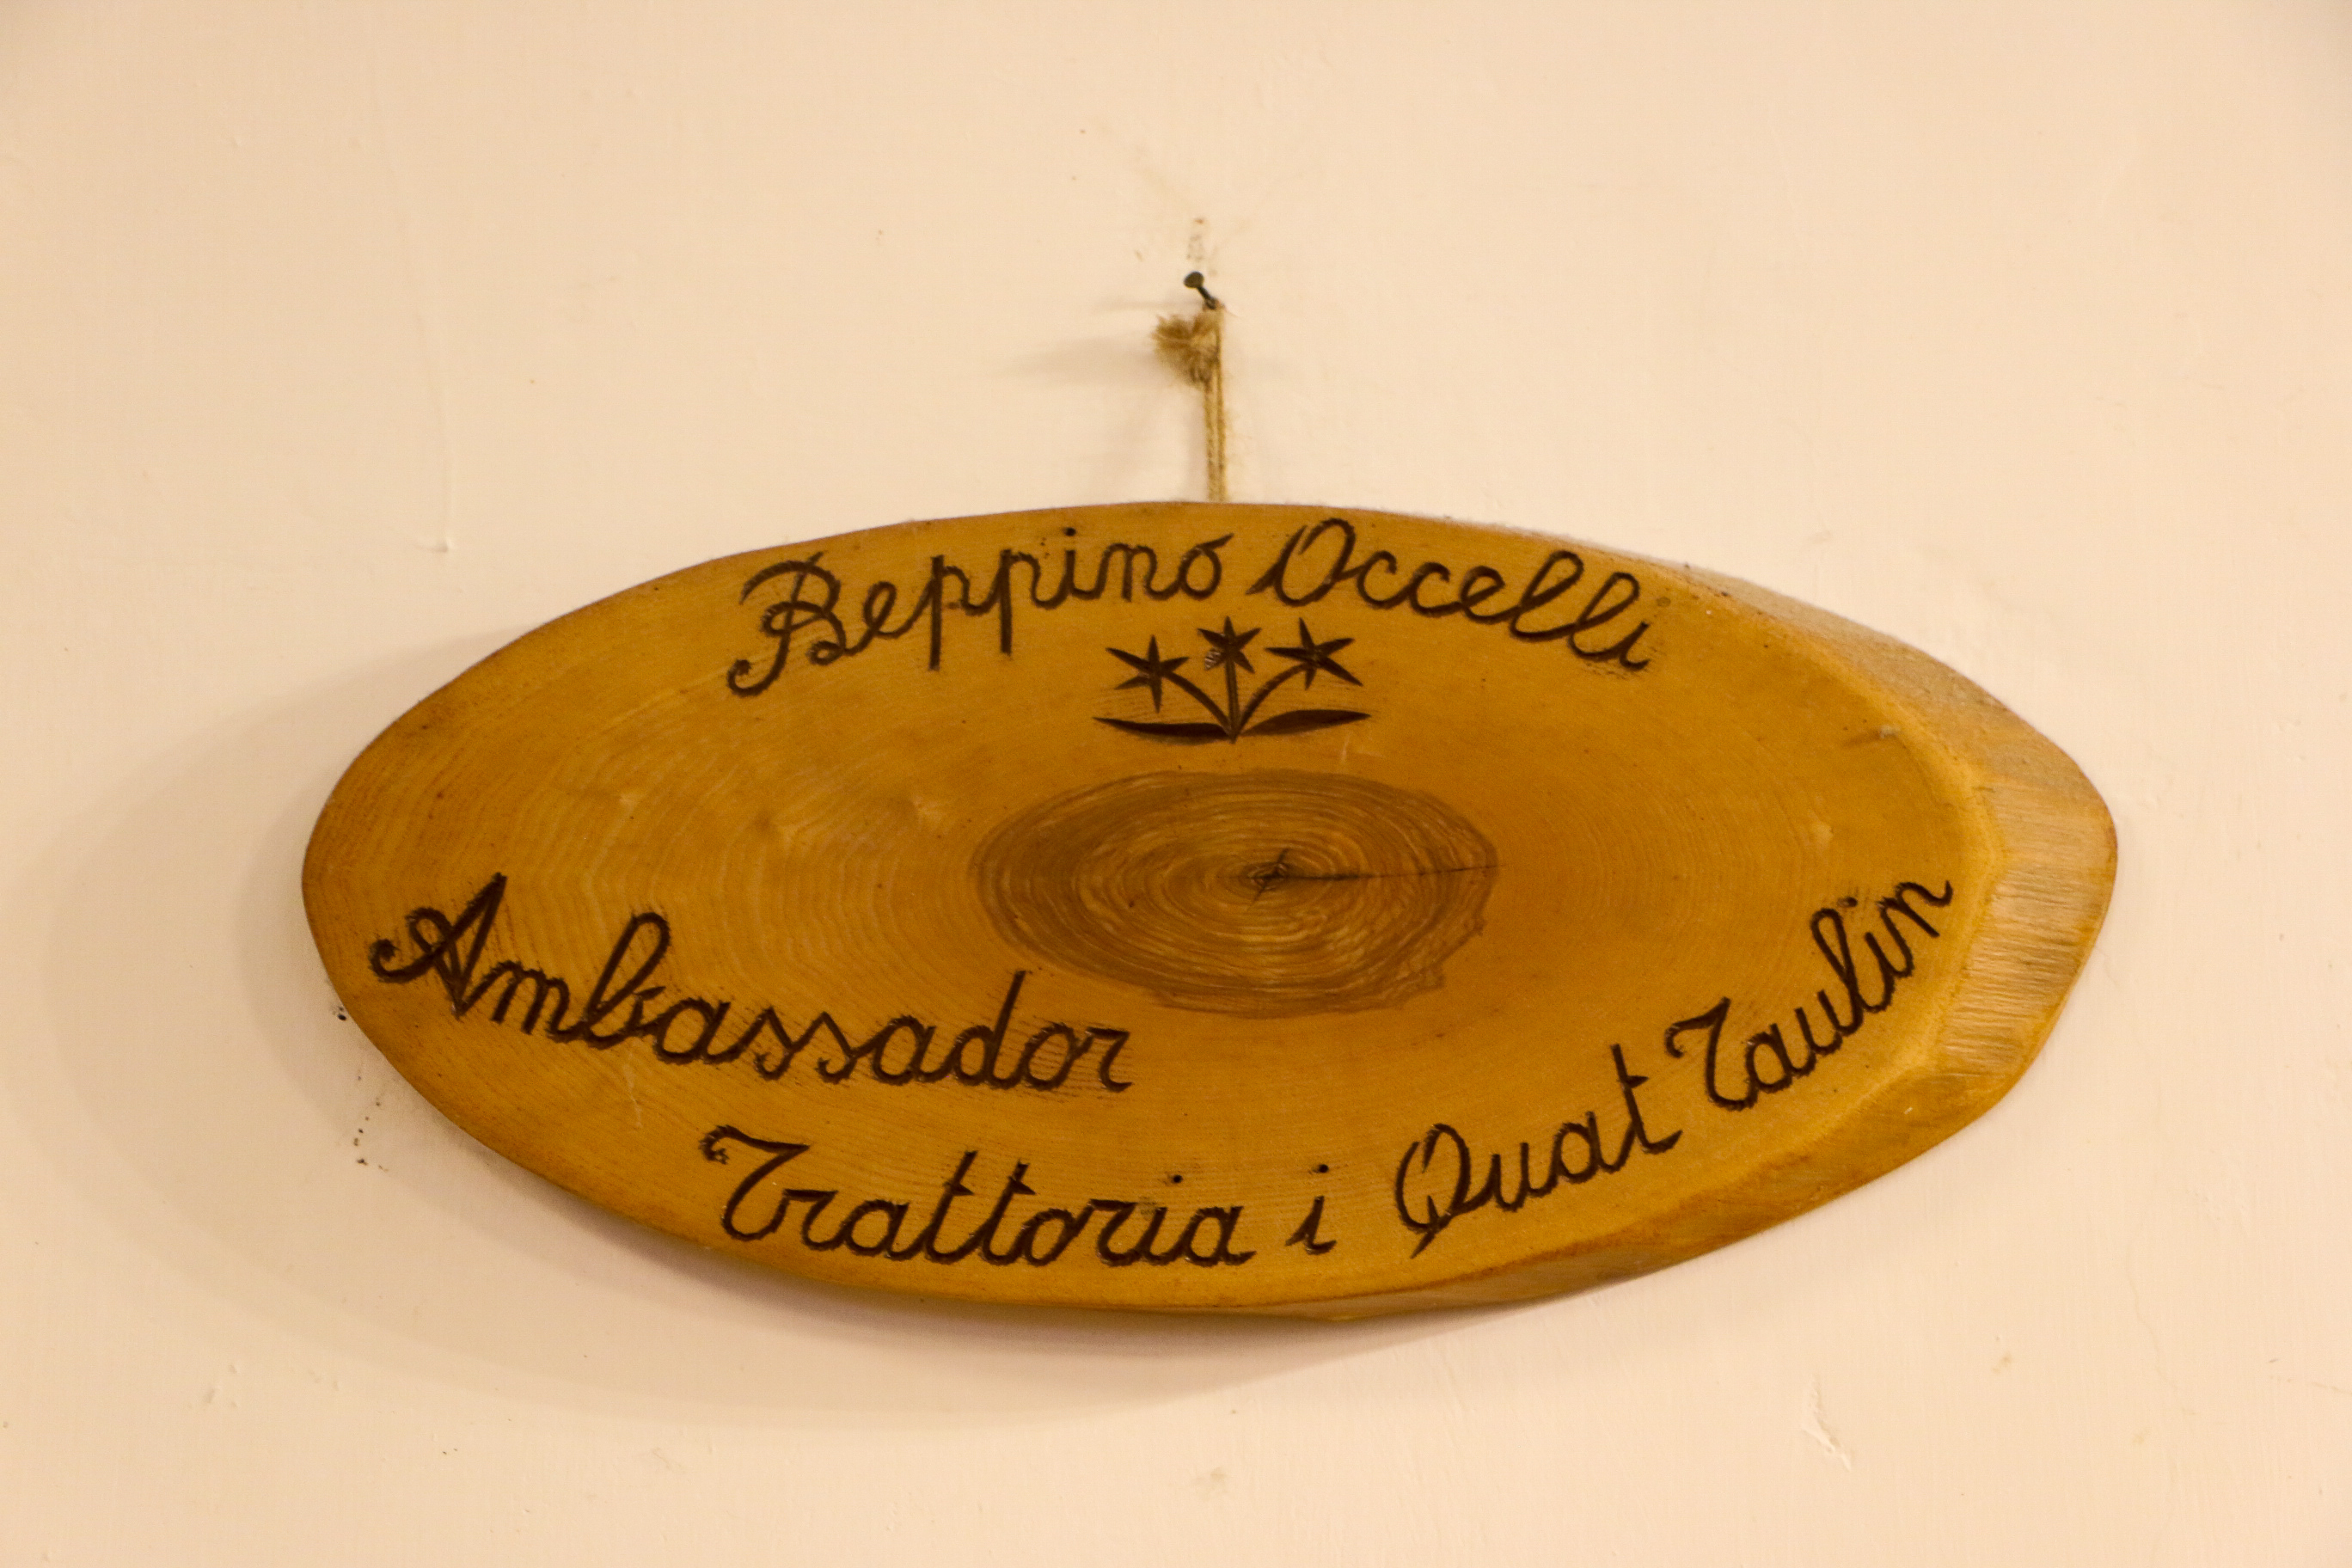 Beppino Occelli
Ambassador
Trattoria i Quat Taulin